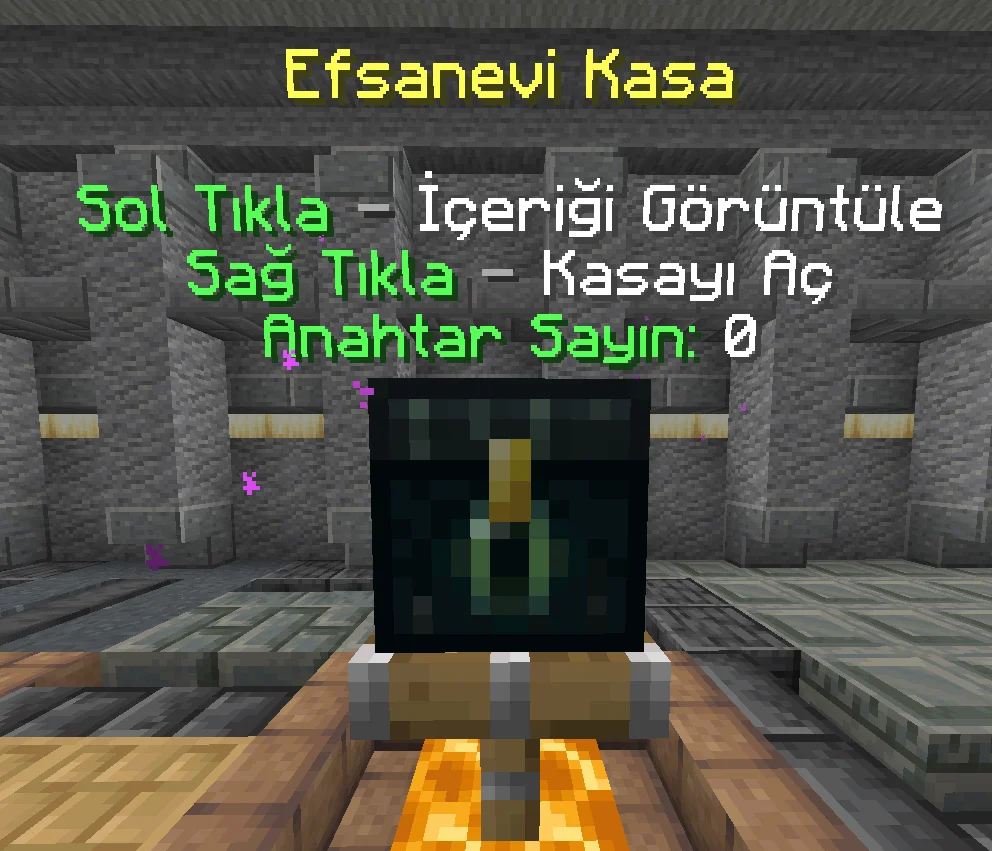 Efsanevi Kasa
Sol Tıkla - İçeriği Görüntüle
Sağ Tıkla - Kasayı Aç
Anahtar Sayın: 0